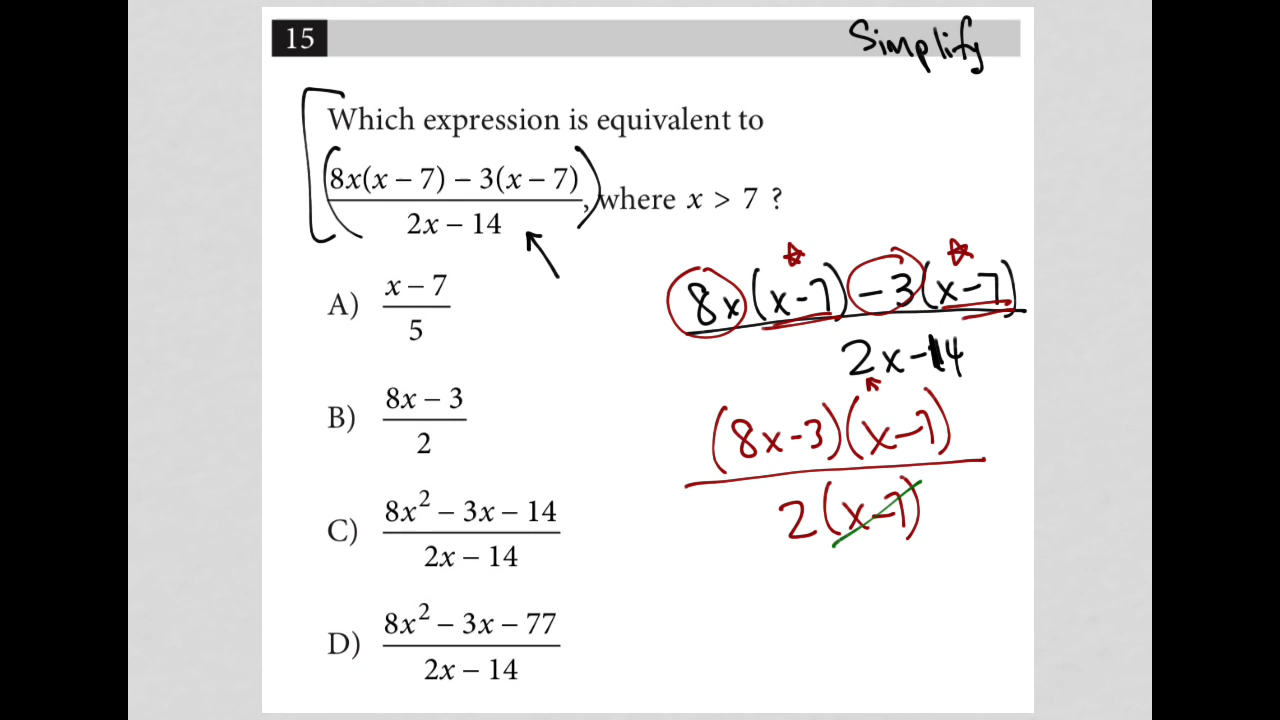 15
Simplify
Which expression is equivalent to
8x(x − 7) − 3(x − 7)
2x − 14
, where x > 7 ?
A) x − 7
5
B) 8x − 3
2
C) 8x² − 3x − 14
2x − 14
D) 8x² − 3x − 77
2x − 14
8x(x-7) -3(x-7)
2x-14
(8x-3)(x-7)
2(x-7)